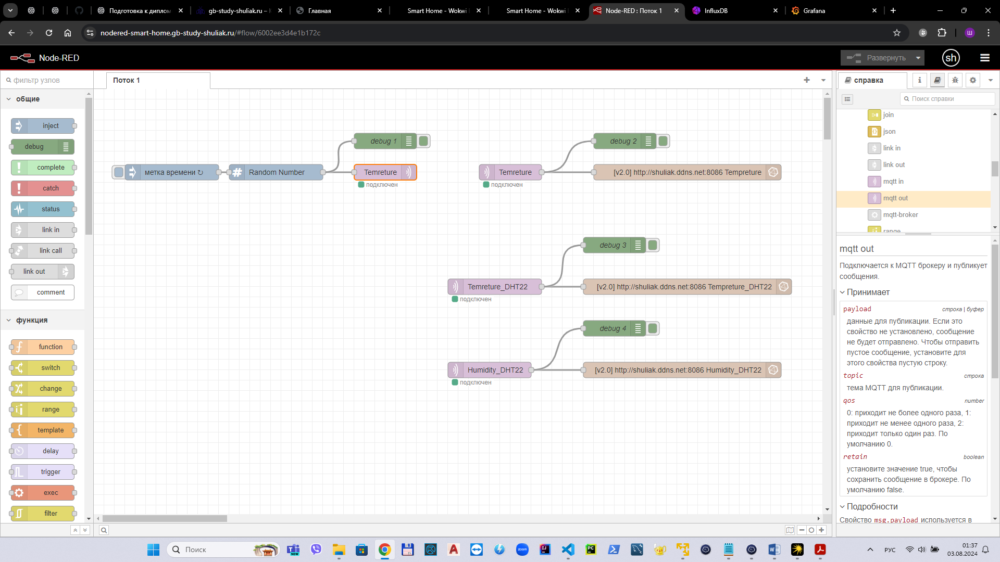 Подготовка к диплом
gb-study-shuliak.ru –
Главная
Smart Home - Wokwi
Smart Home - Wokwi
Node-RED : Поток 1
InfluxDB
Grafana
nodered-smart-home.gb-study-shuliak.ru/#flow/6002ee3d4e1b172c
Ш
Node-RED
Развернуть
sh
фильтр узлов
Поток 1
справка
i
общие
Поиск справки
inject
debug
complete
catch
status
link in
link call
link out
comment
функция
function
switch
change
range
template
delay
trigger
exec
filter
debug 1
debug 2
метка времени ↻
Random Number
Temreture
подключен
Temreture
подключен
[v2.0] http://shuliak.ddns.net:8086 Tempreture
debug 3
Temreture_DHT22
подключен
[v2.0] http://shuliak.ddns.net:8086 Tempreture_DHT22
debug 4
Humidity_DHT22
подключен
[v2.0] http://shuliak.ddns.net:8086 Humidity_DHT22
join
json
link in
link out
mqtt in
mqtt out
mqtt-broker
range
mqtt out
Подключается к MQTT брокеру и публикует
сообщения.
Принимает
payload строка | буфер
данные для публикации. Если это
свойство не установлено, сообщение
не будет отправлено. Чтобы отправить
пустое сообщение, установите для
этого свойства пустую строку.
topic строка
тема MQTT для публикации.
qos number
0: приходит не более одного раза, 1:
приходит не менее одного раза, 2:
приходит только один раз. По
умолчанию 0.
retain boolean
установите значение true, чтобы
сохранить сообщение в брокере. По
умолчанию false.
Подробности
Свойство msg.payload используется в
Поиск
NEW
zoom
PC
РУС
01:37
03.08.2024